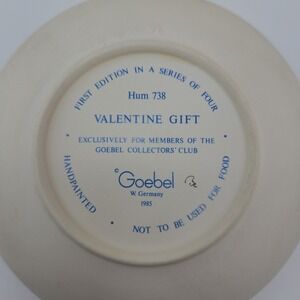 FIRST EDITION IN A SERIES OF FOUR
Hum 738
VALENTINE GIFT
EXCLUSIVELY FOR MEMBERS OF THE
GOEBEL COLLECTORS' CLUB
© Goebel
W. Germany
1985
HANDPAINTED • NOT TO BE USED FOR FOOD •